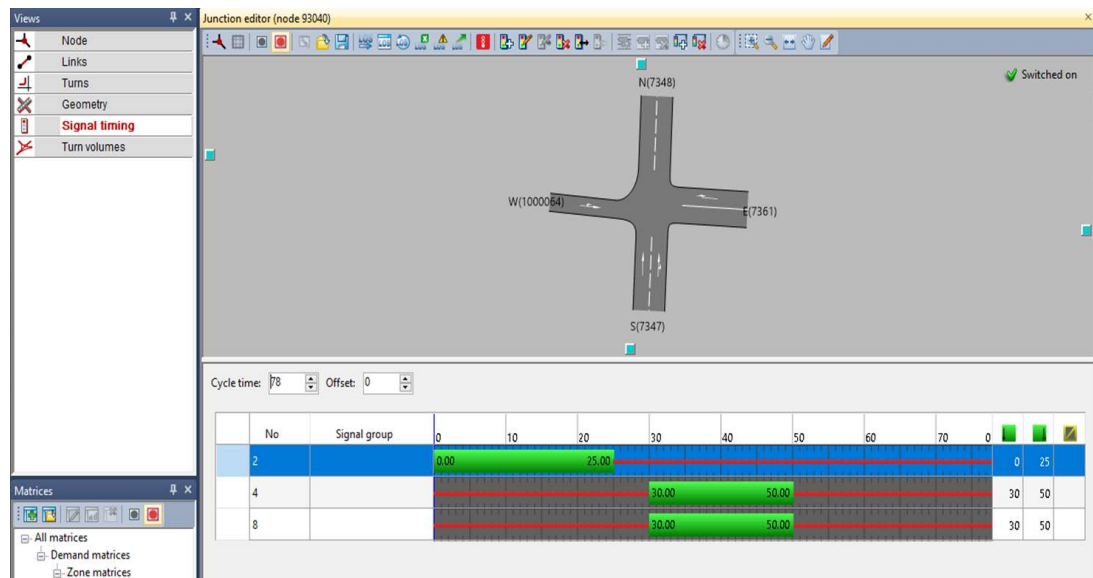 Views
Node
Links
Turns
Geometry
Signal timing
Turn volumes
Matrices
All matrices
Demand matrices
Zone matrices
Junction editor (node 93040)
Switched on
N(7348)
W(1000064)
E(7361)
S(7347)
Cycle time: 78 Offset: 0
No Signal group 0 10 20 30 40 50 60 70 0
2 0.00 25.00 0 25
4 30.00 50.00 30 50
8 30.00 50.00 30 50